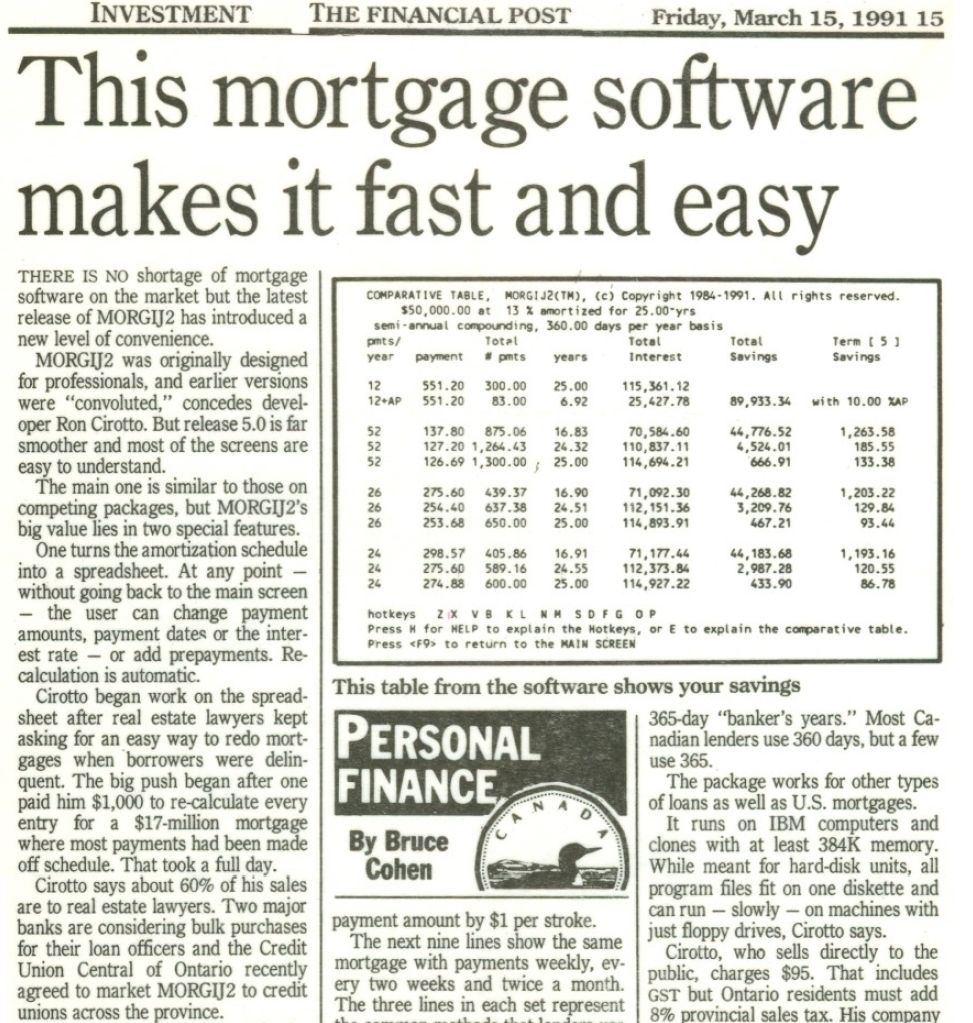 INVESTMENT THE FINANCIAL POST Friday, March 15, 1991 15
This mortgage software
makes it fast and easy
THERE IS NO shortage of mortgage
software on the market but the latest
release of MORGIJ2 has introduced a
new level of convenience.
MORGIJ2 was originally designed
for professionals, and earlier versions
were “convoluted,” concedes devel-
oper Ron Cirotto. But release 5.0 is far
smoother and most of the screens are
easy to understand.
The main one is similar to those on
competing packages, but MORGIJ2's
big value lies in two special features.
One turns the amortization schedule
into a spreadsheet. At any point —
without going back to the main screen
— the user can change payment
amounts, payment dates or the inter-
est rate — or add prepayments. Re-
calculation is automatic.
Cirotto began work on the spread-
sheet after real estate lawyers kept
asking for an easy way to redo mort-
gages when borrowers were delin-
quent. The big push began after one
paid him $1,000 to re-calculate every
entry for a $17-million mortgage
where most payments had been made
off schedule. That took a full day.
Cirotto says about 60% of his sales
are to real estate lawyers. Two major
banks are considering bulk purchases
for their loan officers and the Credit
Union Central of Ontario recently
agreed to market MORGIJ2 to credit
unions across the province.
COMPARATIVE TABLE, MORGIJ2(TM), (c) Copyright 1984-1991. All rights reserved.
$50,000.00 at 13 % amortized for 25.00-yrs
semi-annual compounding, 360.00 days per year basis
pmts/ Total Total Total Term [ 5 ]
year payment # pmts years Interest Savings Savings
12 551.20 300.00 25.00 115,361.12
12+AP 551.20 83.00 6.92 25,427.78 89,933.34 with 10.00 %AP
52 137.80 875.06 16.83 70,584.60 44,776.52 1,263.58
52 127.20 1,264.43 24.32 110,837.11 4,524.01 185.55
52 126.69 1,300.00 25.00 114,694.21 666.91 133.38
26 275.60 439.37 16.90 71,092.30 44,268.82 1,203.22
26 254.40 637.38 24.51 112,151.36 3,209.76 129.84
26 253.68 650.00 25.00 114,893.91 467.21 93.44
24 298.57 405.86 16.91 71,177.44 44,183.68 1,193.16
24 275.60 589.16 24.55 112,373.84 2,987.28 120.55
24 274.88 600.00 25.00 114,927.22 433.90 86.78
hotkeys Z X V B K L N M S D F G O P
Press H for HELP to explain the Hotkeys, or E to explain the comparative table.
Press <F9> to return to the MAIN SCREEN
This table from the software shows your savings
PERSONAL
FINANCE
CANADA
By Bruce
Cohen
payment amount by $1 per stroke.
The next nine lines show the same
mortgage with payments weekly, ev-
ery two weeks and twice a month.
The three lines in each set represent
the common methods that lenders use
365-day “banker's years.” Most Ca-
nadian lenders use 360 days, but a few
use 365.
The package works for other types
of loans as well as U.S. mortgages.
It runs on IBM computers and
clones with at least 384K memory.
While meant for hard-disk units, all
program files fit on one diskette and
can run — slowly — on machines with
just floppy drives, Cirotto says.
Cirotto, who sells directly to the
public, charges $95. That includes
GST but Ontario residents must add
8% provincial sales tax. His company